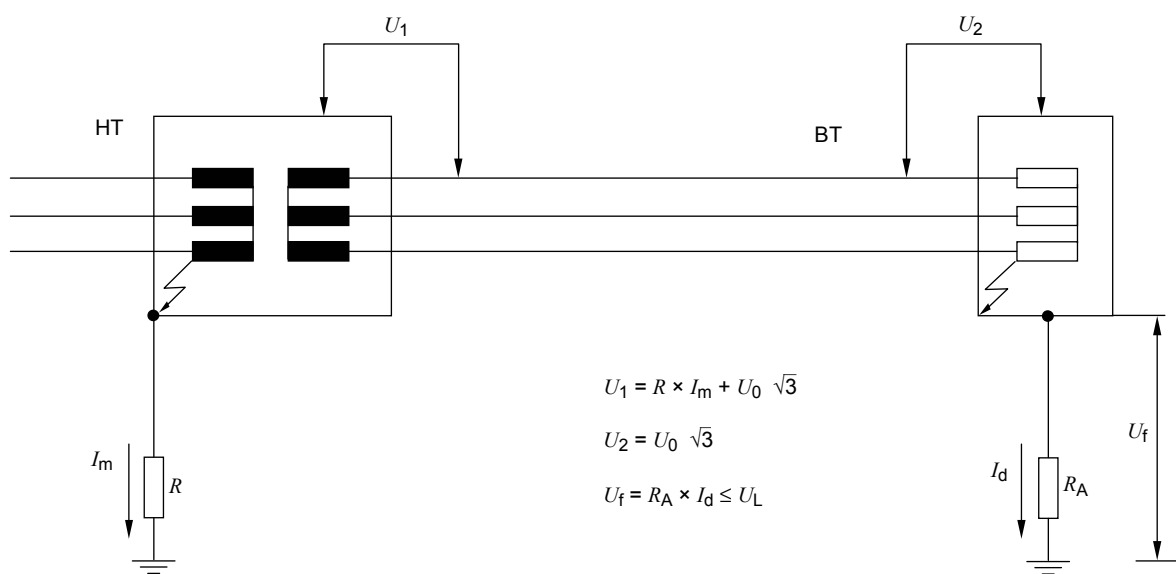 U1
U2
HT
BT
U1 = R × Im + U0 √3
U2 = U0 √3
Uf = RA × Id ≤ UL
Im
R
Id
RA
Uf